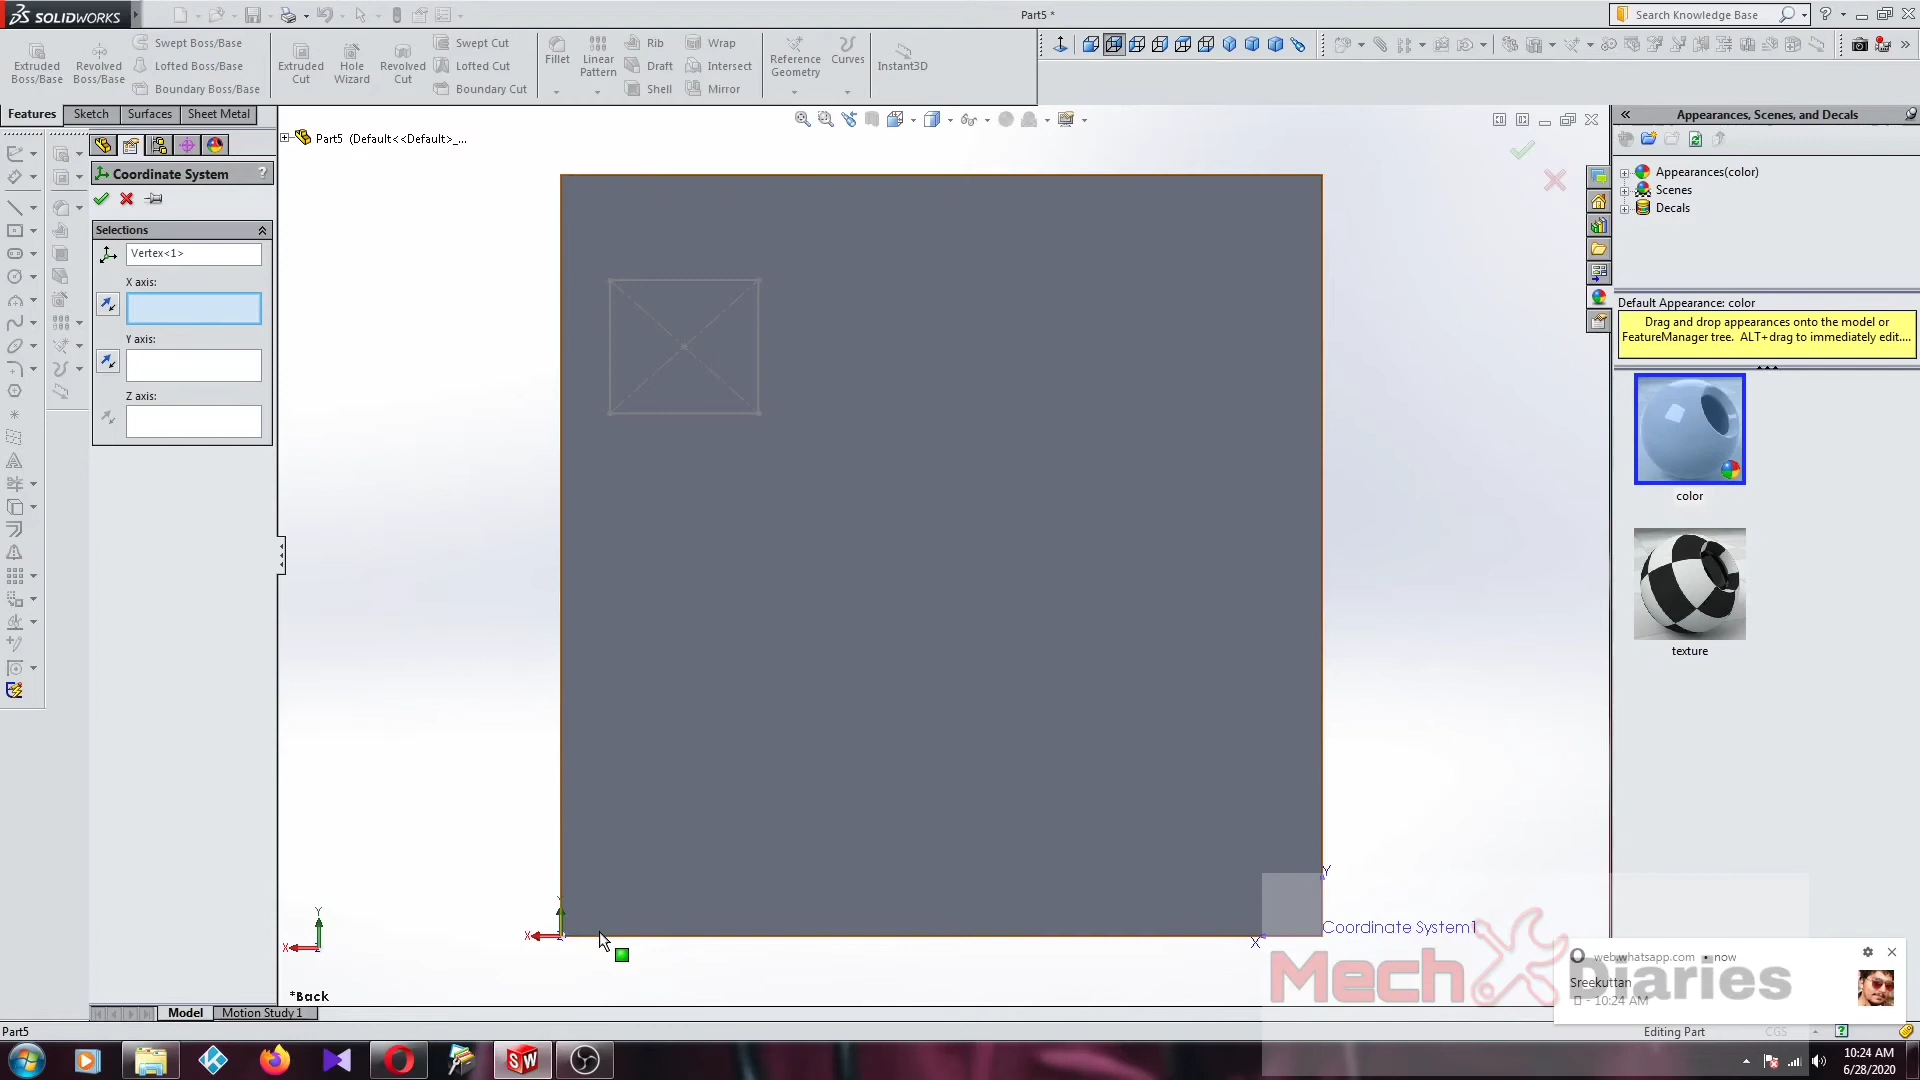 SOLIDWORKS
Part5 *
Search Knowledge Base
Extruded Boss/Base
Revolved Boss/Base
Swept Boss/Base
Lofted Boss/Base
Boundary Boss/Base
Extruded Cut
Hole Wizard
Revolved Cut
Swept Cut
Lofted Cut
Boundary Cut
Fillet
Linear Pattern
Rib
Draft
Shell
Wrap
Intersect
Mirror
Reference Geometry
Curves
Instant3D
Features
Sketch
Surfaces
Sheet Metal
Part5 (Default<<Default>_...
Appearances, Scenes, and Decals
Appearances(color)
Scenes
Decals
Coordinate System
?
Selections
Vertex<1>
X axis:
Y axis:
Z axis:
Default Appearance: color
Drag and drop appearances onto the model or
FeatureManager tree. ALT+drag to immediately edit....
color
texture
Y
X
Y
X
Y
X
Coordinate System1
*Back
Mech Diaries
web.whatsapp.com • now
Sreekuttan
10:24 AM
Model
Motion Study 1
Part5
Editing Part
CGS
SW
10:24 AM
6/28/2020